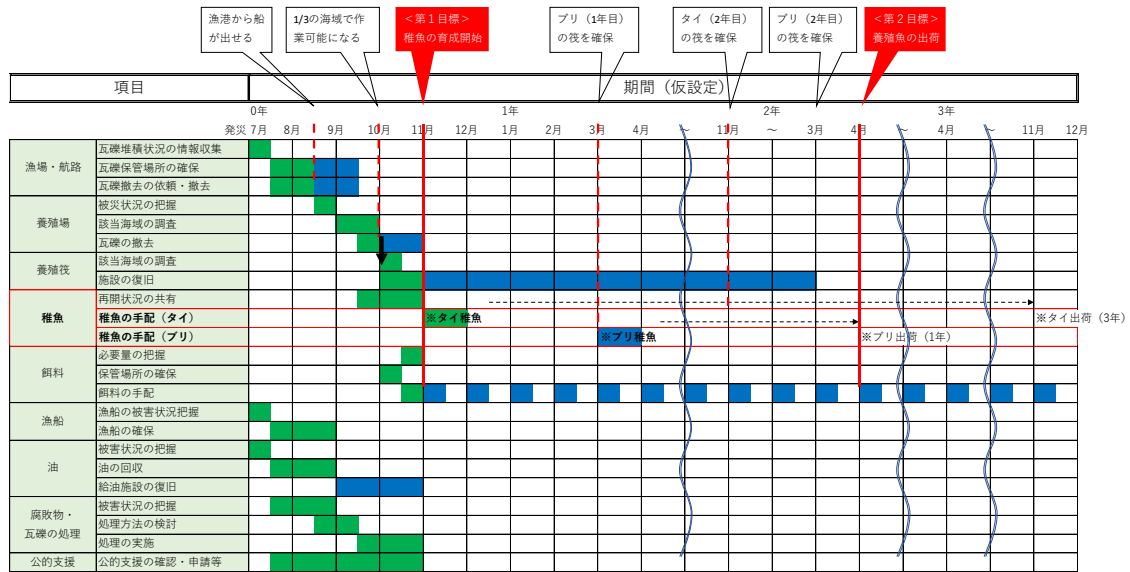 漁港から船
が出せる
1/3の海域で作
業可能になる
<第1目標>
稚魚の育成開始
ブリ（1年目）
の筏を確保
タイ（2年目）
の筏を確保
ブリ（2年目）
の筏を確保
<第2目標>
養殖魚の出荷
項目 期間（仮設定）
0年 1年 2年 3年
発災 7月 8月 9月 10月 11月 12月 1月 2月 3月 4月 ～ 11月 ～ 3月 4月 ～ 4月 ～ 11月 12月
漁場・航路
瓦礫堆積状況の情報収集
瓦礫保管場所の確保
瓦礫撤去の依頼・撤去
養殖場
被災状況の把握
該当海域の調査
瓦礫の撤去
養殖筏
該当海域の調査
施設の復旧
稚魚
再開状況の共有
稚魚の手配（タイ） ※タイ稚魚 ※タイ出荷（3年）
稚魚の手配（ブリ） ※ブリ稚魚 ※ブリ出荷（1年）
餌料
必要量の把握
保管場所の確保
餌料の手配
漁船
漁船の被害状況把握
漁船の確保
油
被害状況の把握
油の回収
給油施設の復旧
腐敗物・
瓦礫の処理
被害状況の把握
処理方法の検討
処理の実施
公的支援 公的支援の確認・申請等